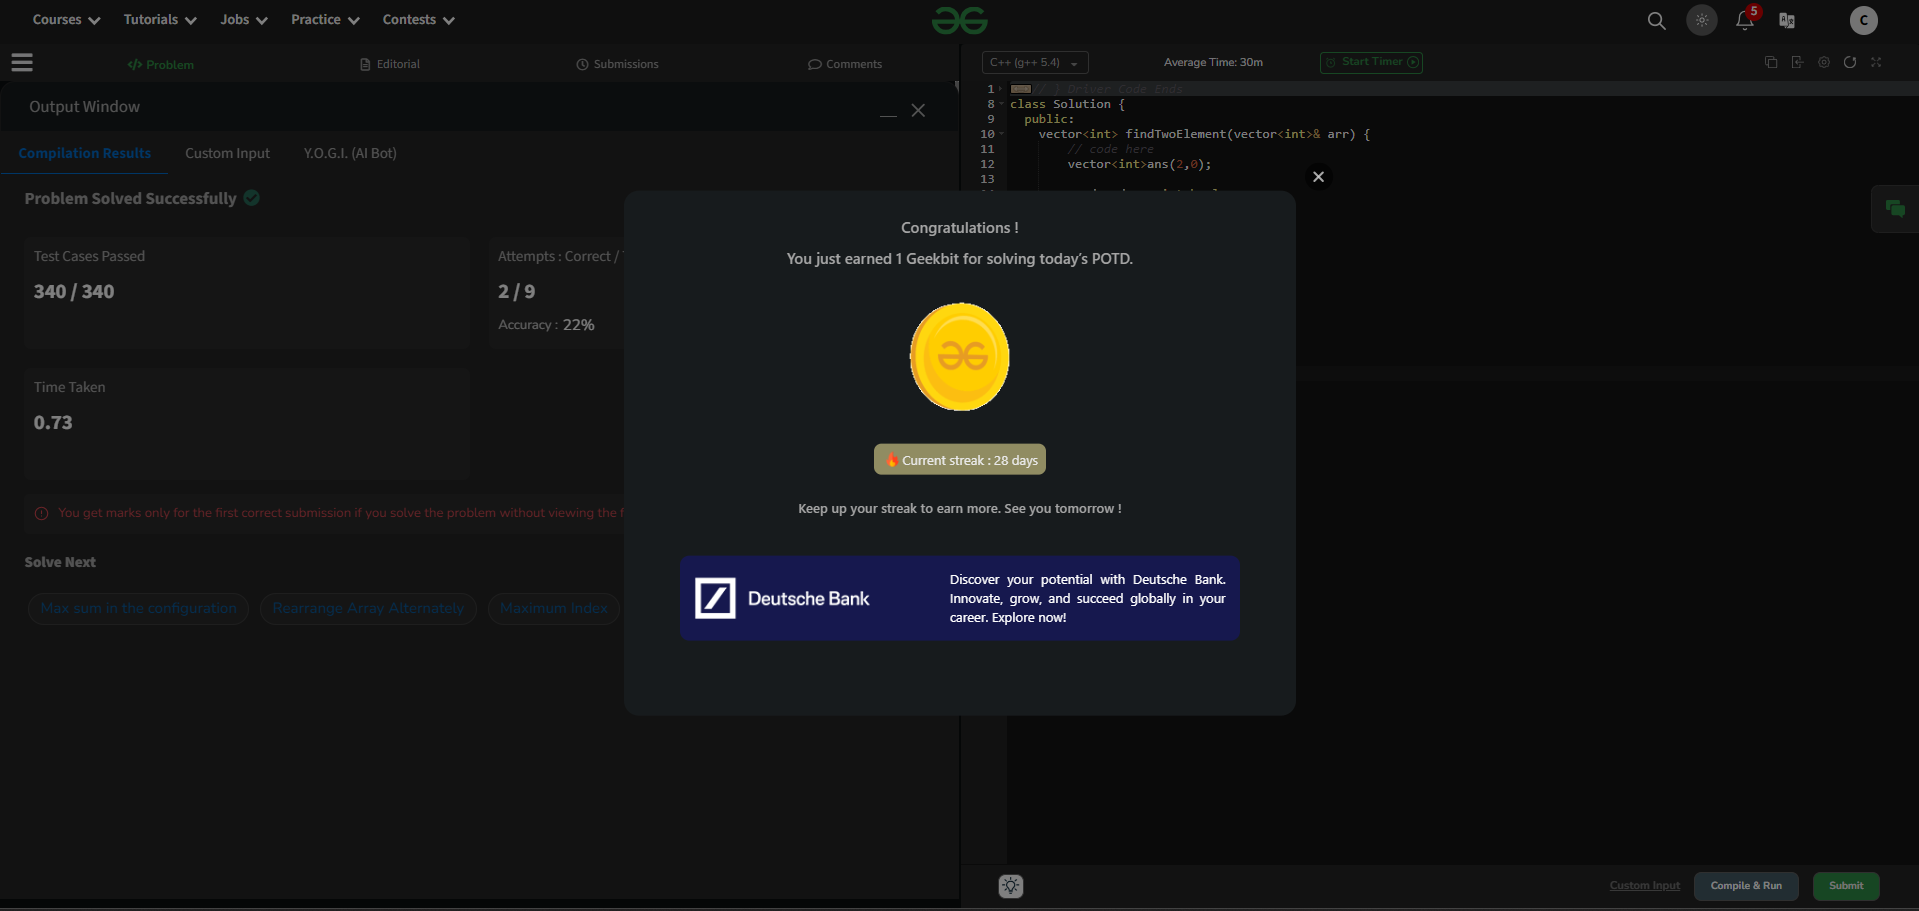 Courses Tutorials Jobs Practice Contests
5
C
Problem Editorial Submissions Comments
C++ (g++ 5.4) Average Time: 30m Start Timer
Output Window
Compilation Results Custom Input Y.O.G.I. (AI Bot)
Problem Solved Successfully
Test Cases Passed
340 / 340
Attempts : Correct /
2 / 9
Accuracy : 22%
Time Taken
0.73
You get marks only for the first correct submission if you solve the problem without viewing the f
Solve Next
Max sum in the configuration Rearrange Array Alternately Maximum Index
1 // } Driver Code Ends
8 class Solution {
9 public:
10 vector<int> findTwoElement(vector<int>& arr) {
11 // code here
12 vector<int>ans(2,0);
13
Congratulations !
You just earned 1 Geekbit for solving today's POTD.
Current streak : 28 days
Keep up your streak to earn more. See you tomorrow !
Deutsche Bank
Discover your potential with Deutsche Bank.
Innovate, grow, and succeed globally in your
career. Explore now!
Custom Input Compile & Run Submit